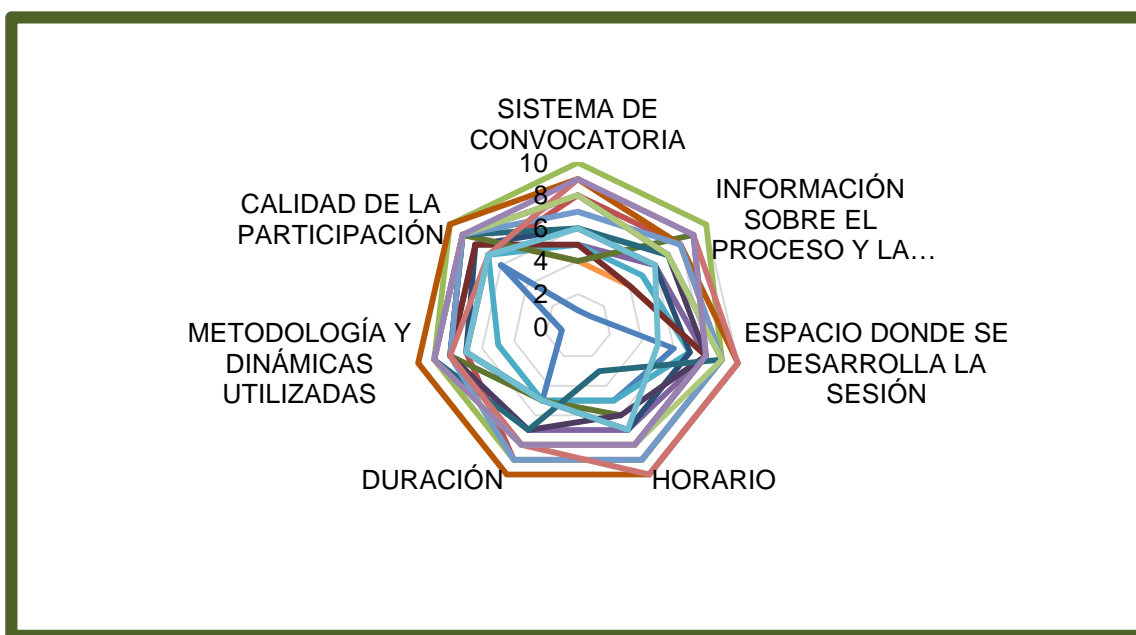 SISTEMA DE
CONVOCATORIA
10
8
6
4
2
0
INFORMACIÓN
SOBRE EL
PROCESO Y LA…
ESPACIO DONDE SE
DESARROLLA LA
SESIÓN
HORARIO
DURACIÓN
METODOLOGÍA Y
DINÁMICAS
UTILIZADAS
CALIDAD DE LA
PARTICIPACIÓN